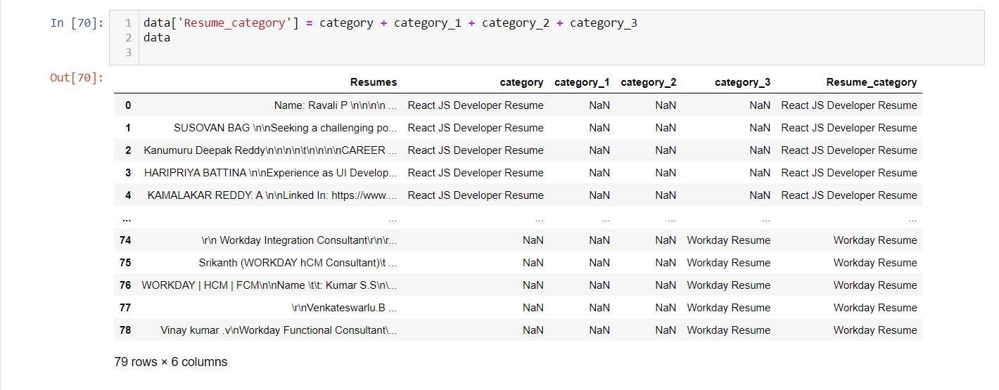 In [70]:
1 data['Resume_category'] = category + category_1 + category_2 + category_3
2 data
3
Out[70]:
Resumes category category_1 category_2 category_3 Resume_category
0 Name: Ravali P \n\n\n\n ... React JS Developer Resume NaN NaN NaN React JS Developer Resume
1 SUSOVAN BAG \n\nSeeking a challenging po... React JS Developer Resume NaN NaN NaN React JS Developer Resume
2 Kanumuru Deepak Reddy\n\n\n\n\t\n\n\n\nCAREER ... React JS Developer Resume NaN NaN NaN React JS Developer Resume
3 HARIPRIYA BATTINA \n\nExperience as UI Develop... React JS Developer Resume NaN NaN NaN React JS Developer Resume
4 KAMALAKAR REDDY. A \n\nLinked In: https://www.... React JS Developer Resume NaN NaN NaN React JS Developer Resume
... ... ... ... ... ... ...
74 \r\n Workday Integration Consultant\r\n\r... NaN NaN NaN Workday Resume Workday Resume
75 Srikanth (WORKDAY hCM Consultant)\t ... NaN NaN NaN Workday Resume Workday Resume
76 WORKDAY | HCM | FCM\n\nName \t\t: Kumar S.S\n\... NaN NaN NaN Workday Resume Workday Resume
77 \r\nVenkateswarlu.B ... NaN NaN NaN Workday Resume Workday Resume
78 Vinay kumar .v\nWorkday Functional Consultant\... NaN NaN NaN Workday Resume Workday Resume
79 rows × 6 columns